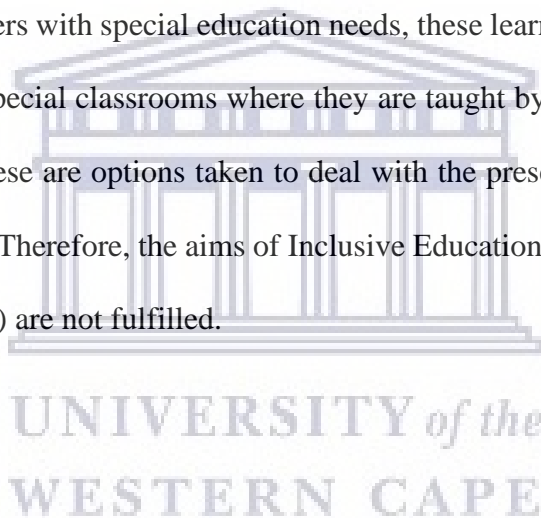 ers with special education needs, these learn
pecial classrooms where they are taught by
ese are options taken to deal with the pres
Therefore, the aims of Inclusive Education
) are not fulfilled.
UNIVERSITY of the
WESTERN CAPE